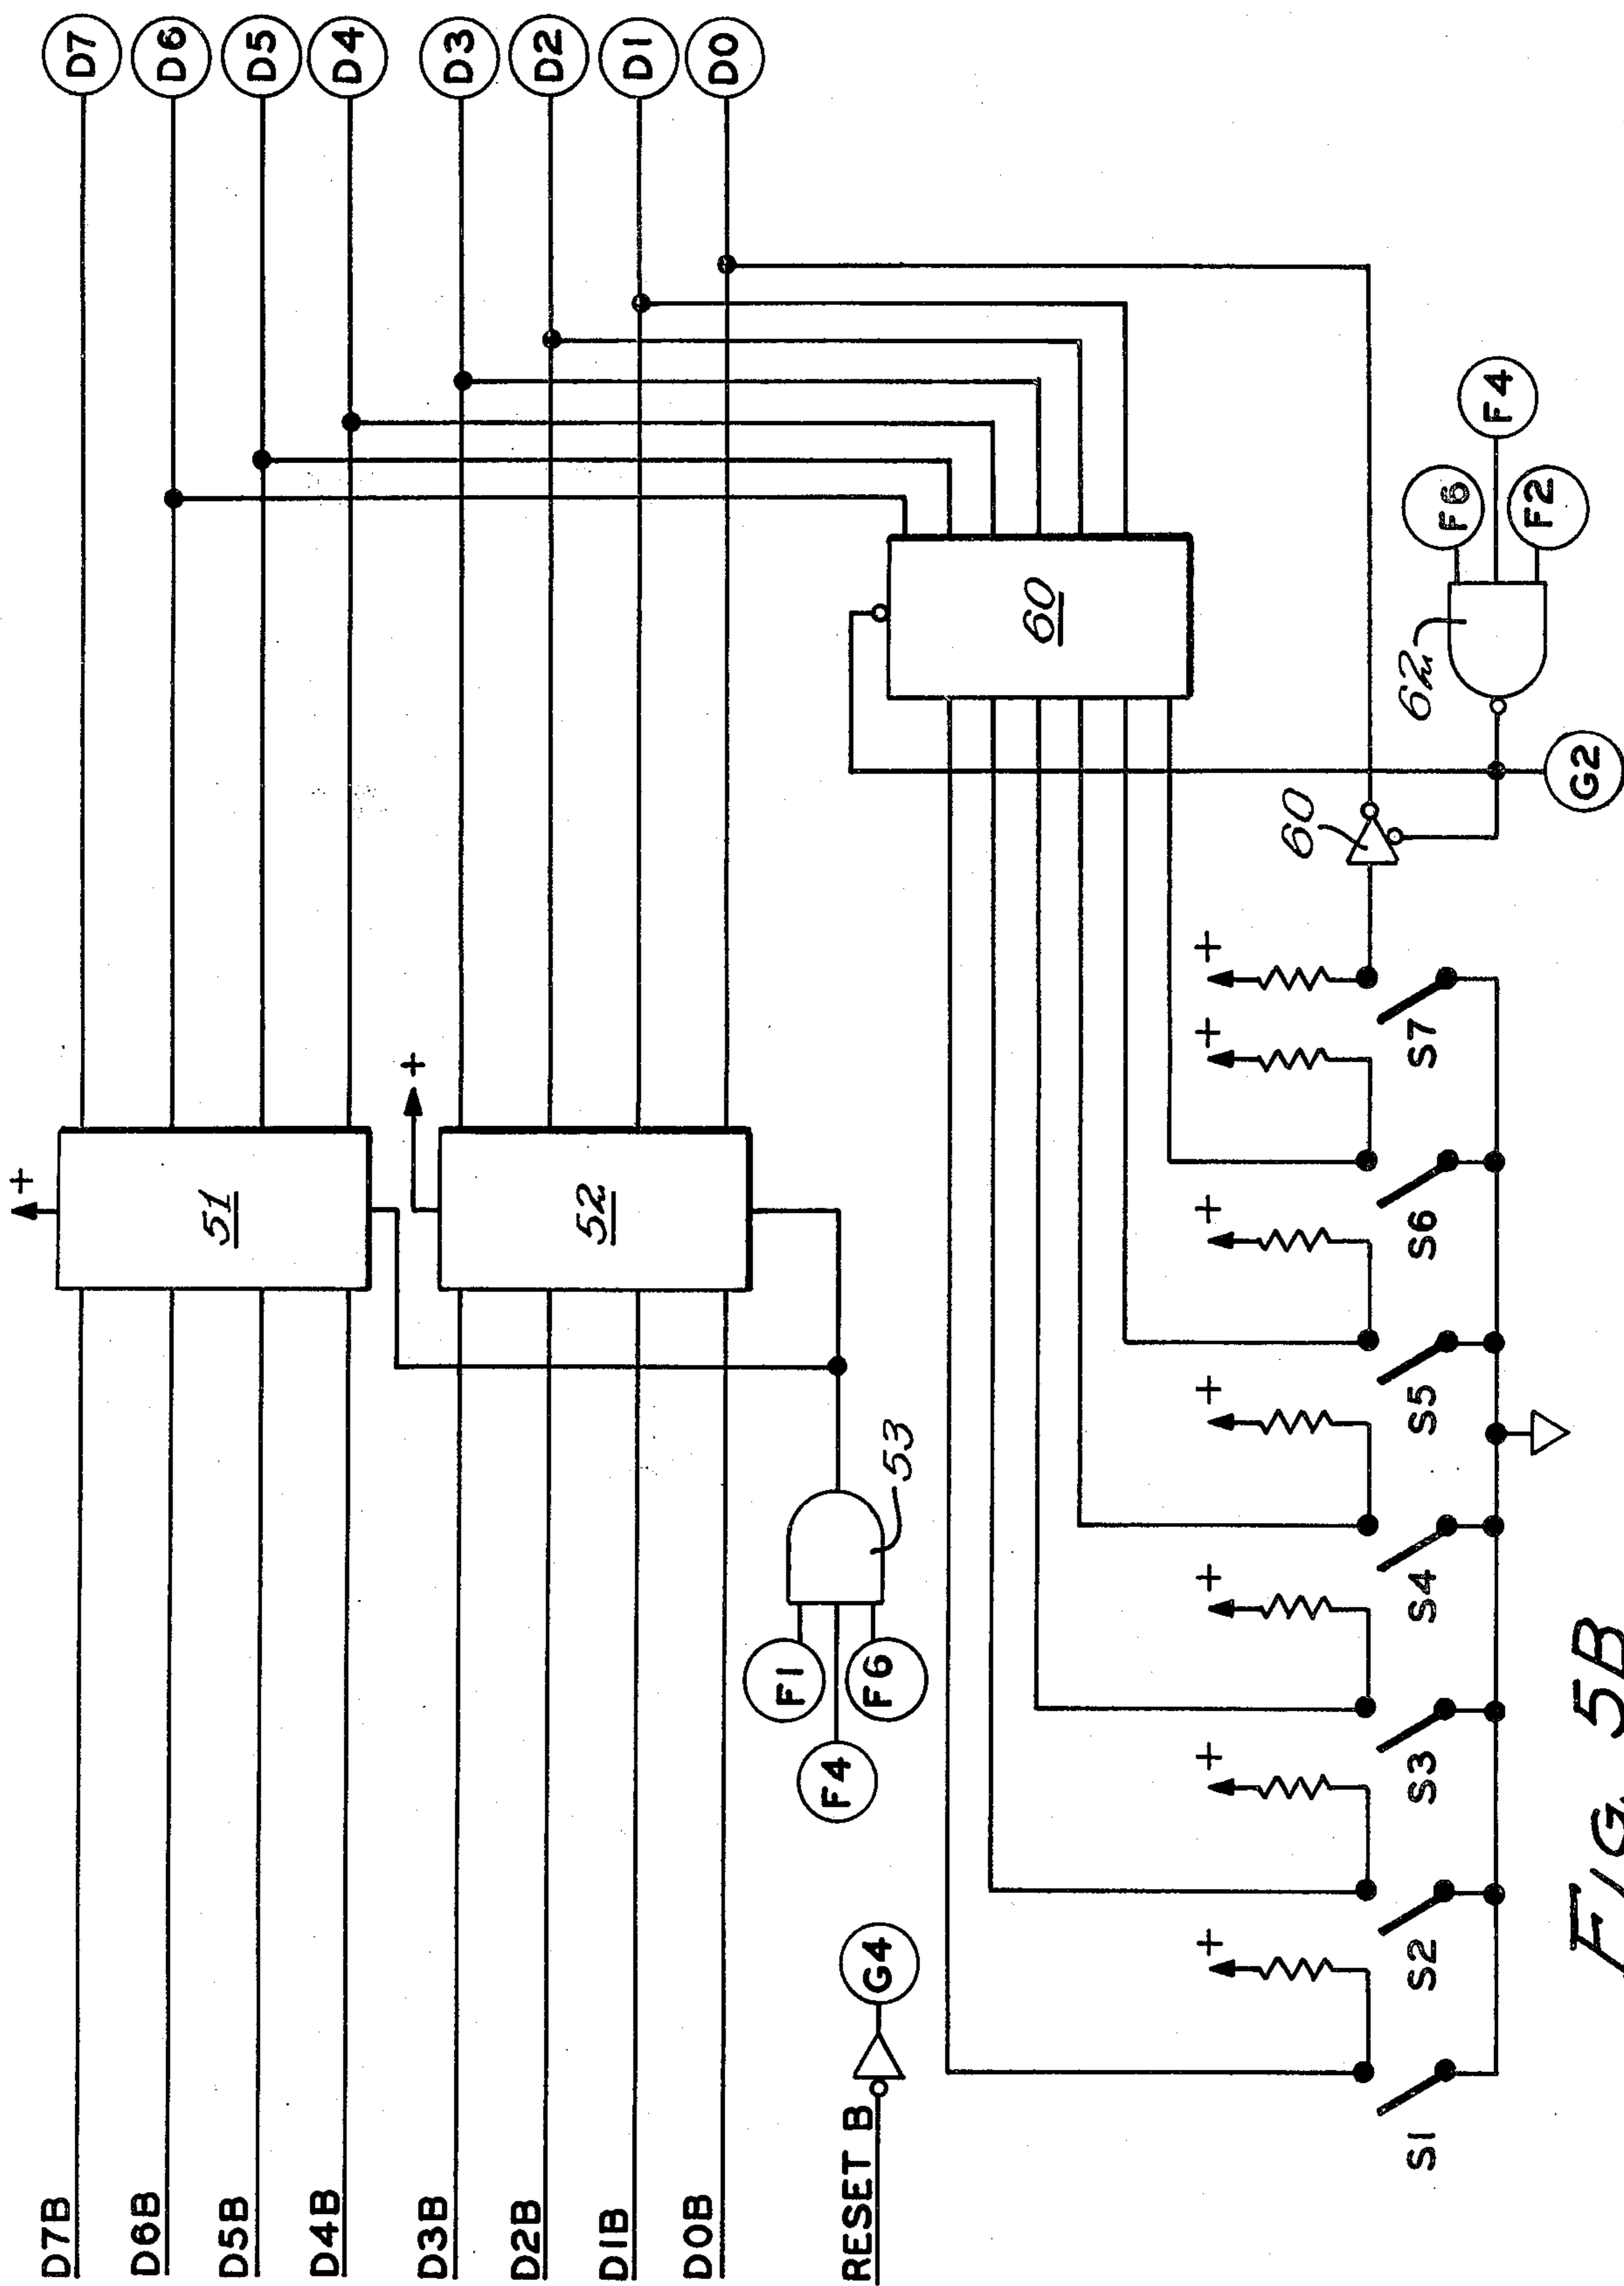 D7B
D6B
D5B
D4B
D3B
D2B
D1B
D0B
RESET B
G4
F1
F4
F6
53
51
+
52
+
D7
D6
D5
D4
D3
D2
D1
D0
60
60
62
F6
F4
F2
G2
+
+
+
+
+
+
+
S1
S2
S3
S4
S5
S6
S7
FIG. 5B